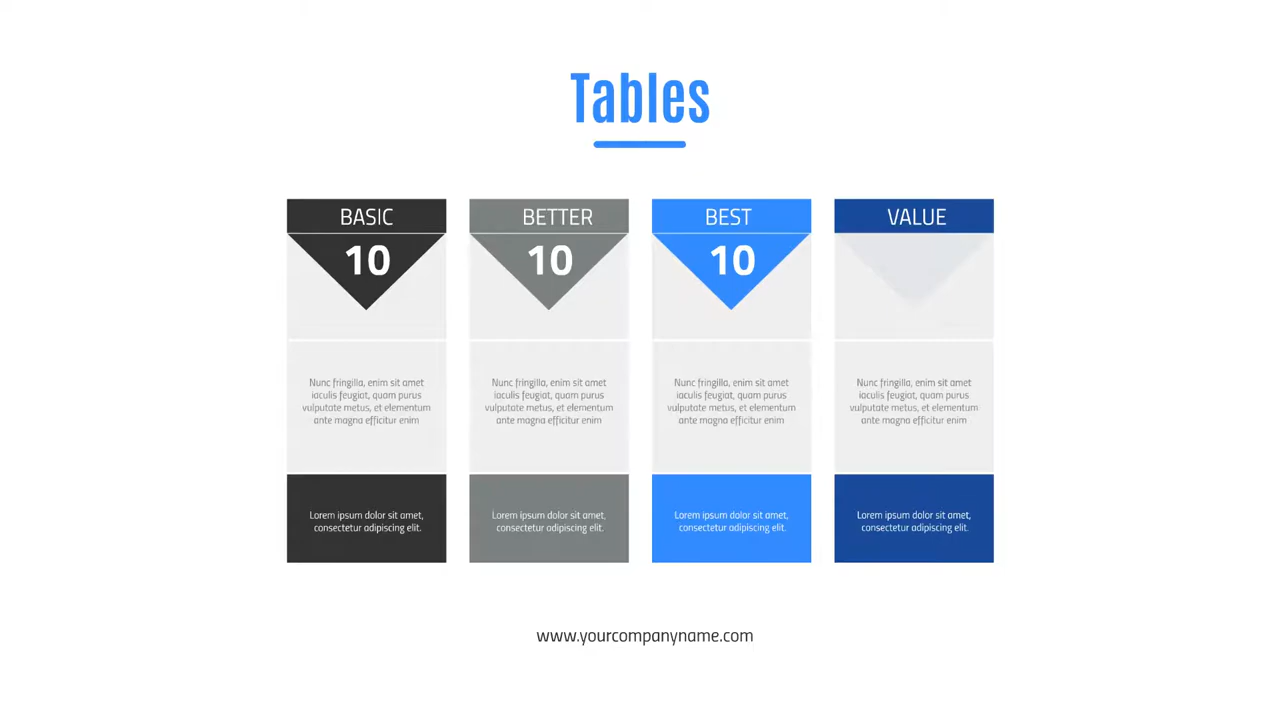 Tables
BASIC
BETTER
BEST
VALUE
10
10
10
Nunc fringilla, enim sit amet
iaculis feugiat, quam purus
vulputate metus, et elementum
ante magna efficitur enim
Nunc fringilla, enim sit amet
iaculis feugiat, quam purus
vulputate metus, et elementum
ante magna efficitur enim
Nunc fringilla, enim sit amet
iaculis feugiat, quam purus
vulputate metus, et elementum
ante magna efficitur enim
Nunc fringilla, enim sit amet
iaculis feugiat, quam purus
vulputate metus, et elementum
ante magna efficitur enim
Lorem ipsum dolor sit amet,
consectetur adipiscing elit.
Lorem ipsum dolor sit amet,
consectetur adipiscing elit.
Lorem ipsum dolor sit amet,
consectetur adipiscing elit.
Lorem ipsum dolor sit amet,
consectetur adipiscing elit.
www.yourcompanyname.com